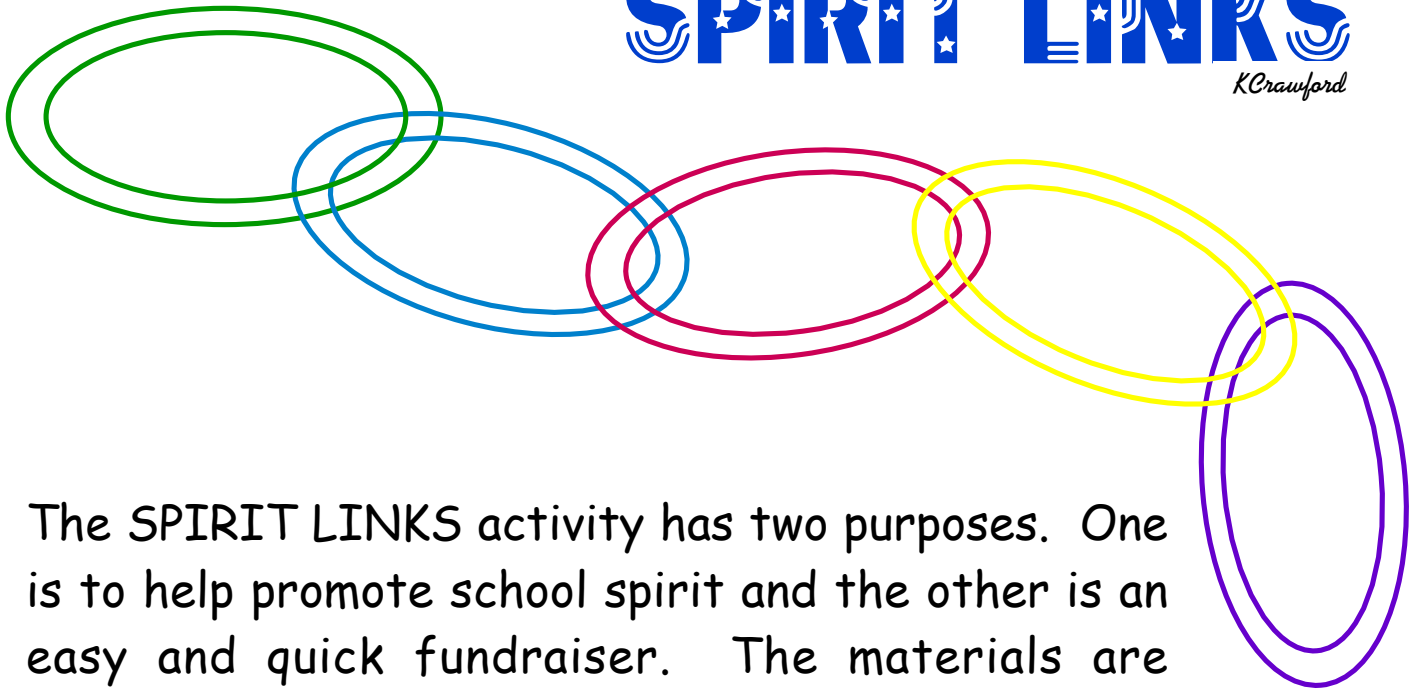 SPIRIT LINKS
KCrawford
The SPIRIT LINKS activity has two purposes. One
is to help promote school spirit and the other is an
easy and quick fundraiser. The materials are